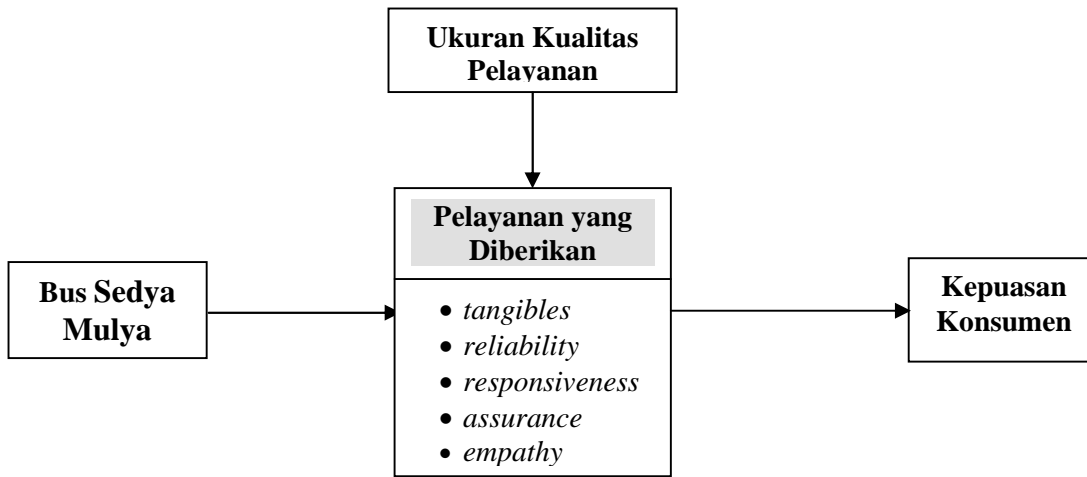 Ukuran Kualitas
Pelayanan
Pelayanan yang
Diberikan
Bus Sedya
Mulya
• tangibles
• reliability
• responsiveness
• assurance
• empathy
Kepuasan
Konsumen